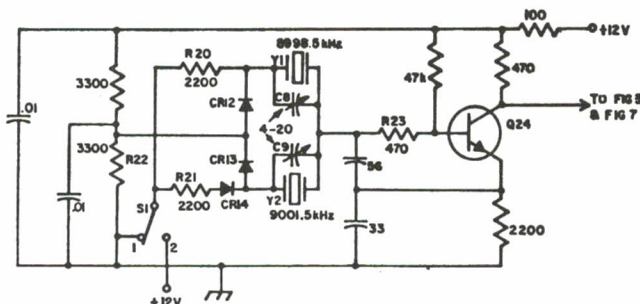 100
+12V
8998.5kHz
R20
Y1
2200
3300
47k
470
.01
CR12
C8
TO FIG 5
& FIG 7
4-20
R23
Q24
3300
R22
CR13
C9
470
56
R21
2200
CR14
Y2
9001.5kHz
.01
S1
33
2200
1
2
+12V